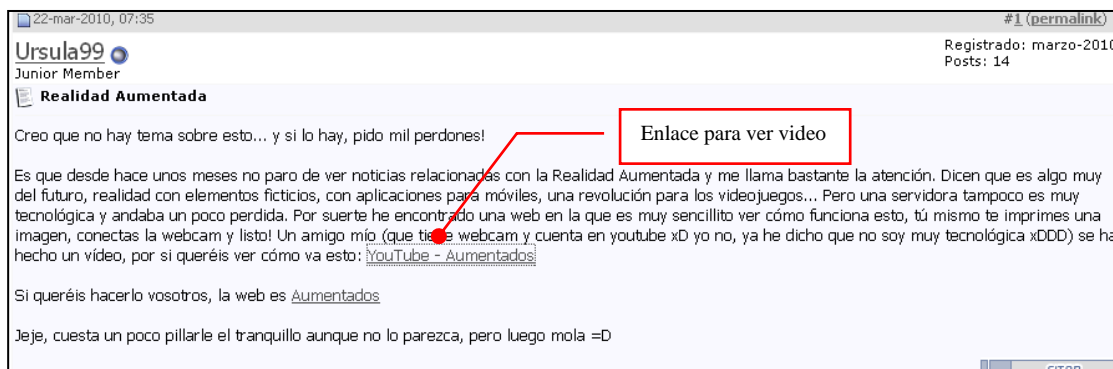 22-mar-2010, 07:35
#1 (permalink)
Ursula99
Junior Member
Registrado: marzo-2010
Posts: 14
Realidad Aumentada
Creo que no hay tema sobre esto... y si lo hay, pido mil perdones!
Enlace para ver video
Es que desde hace unos meses no paro de ver noticias relacionadas con la Realidad Aumentada y me llama bastante la atención. Dicen que es algo muy
del futuro, realidad con elementos ficticios, con aplicaciones para móviles, una revolución para los videojuegos... Pero una servidora tampoco es muy
tecnológica y andaba un poco perdida. Por suerte he encontrado una web en la que es muy sencillito ver cómo funciona esto, tú mismo te imprimes una
imagen, conectas la webcam y listo! Un amigo mío (que tiene webcam y cuenta en youtube xD yo no, ya he dicho que no soy muy tecnológica xDDD) se ha
hecho un vídeo, por si queréis ver cómo va esto: YouTube - Aumentados
Si queréis hacerlo vosotros, la web es Aumentados
Jeje, cuesta un poco pillarle el tranquillo aunque no lo parezca, pero luego mola =D